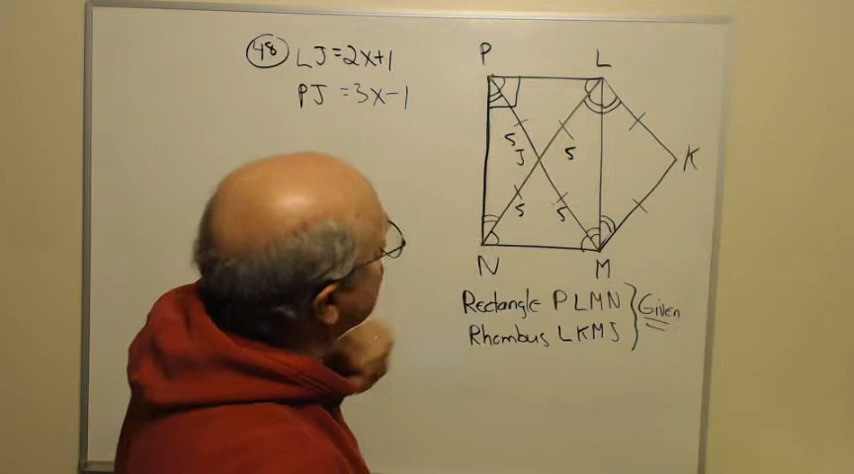 48 LJ = 2x+1
PJ = 3x-1
P L
5 J 5
K
5 5
N M
Rectangle PLMN
Rhombus LKMJ
Given